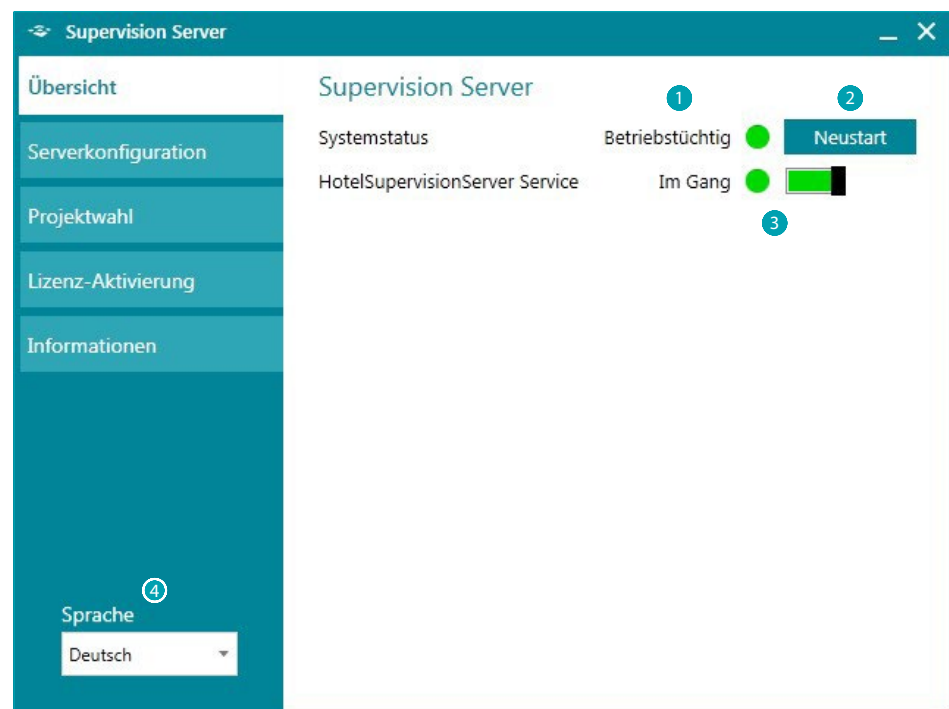 Supervision Server
Übersicht
Serverkonfiguration
Projektwahl
Lizenz-Aktivierung
Informationen
Supervision Server
1
2
Systemstatus Betriebstüchtig Neustart
HotelSupervisionServer Service Im Gang
3
4
Sprache
Deutsch